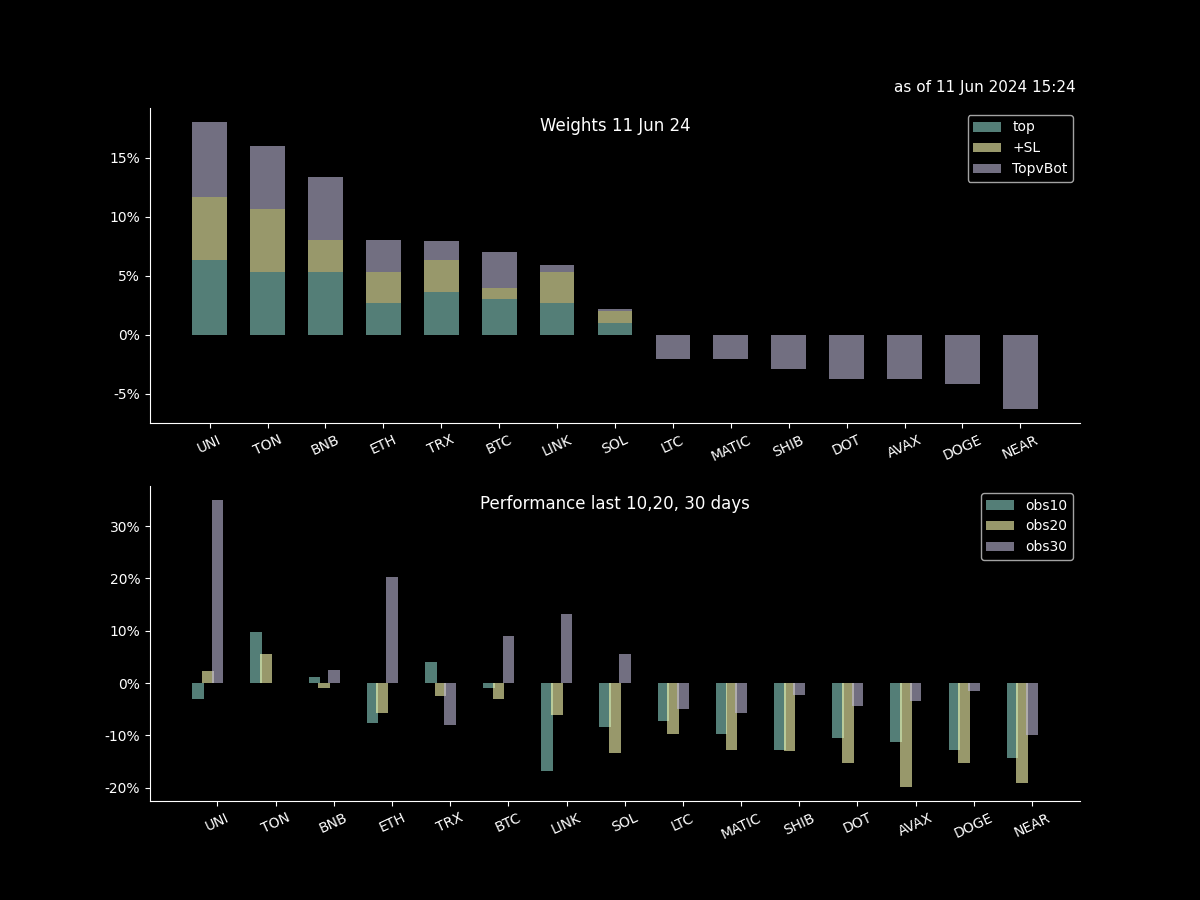 as of 11 Jun 2024 15:24
Weights 11 Jun 24
top
+SL
TopvBot
15%
10%
5%
0%
-5%
UNI TON BNB ETH TRX BTC LINK SOL LTC MATIC SHIB DOT AVAX DOGE NEAR
Performance last 10,20, 30 days
obs10
obs20
obs30
30%
20%
10%
0%
-10%
-20%
UNI TON BNB ETH TRX BTC LINK SOL LTC MATIC SHIB DOT AVAX DOGE NEAR